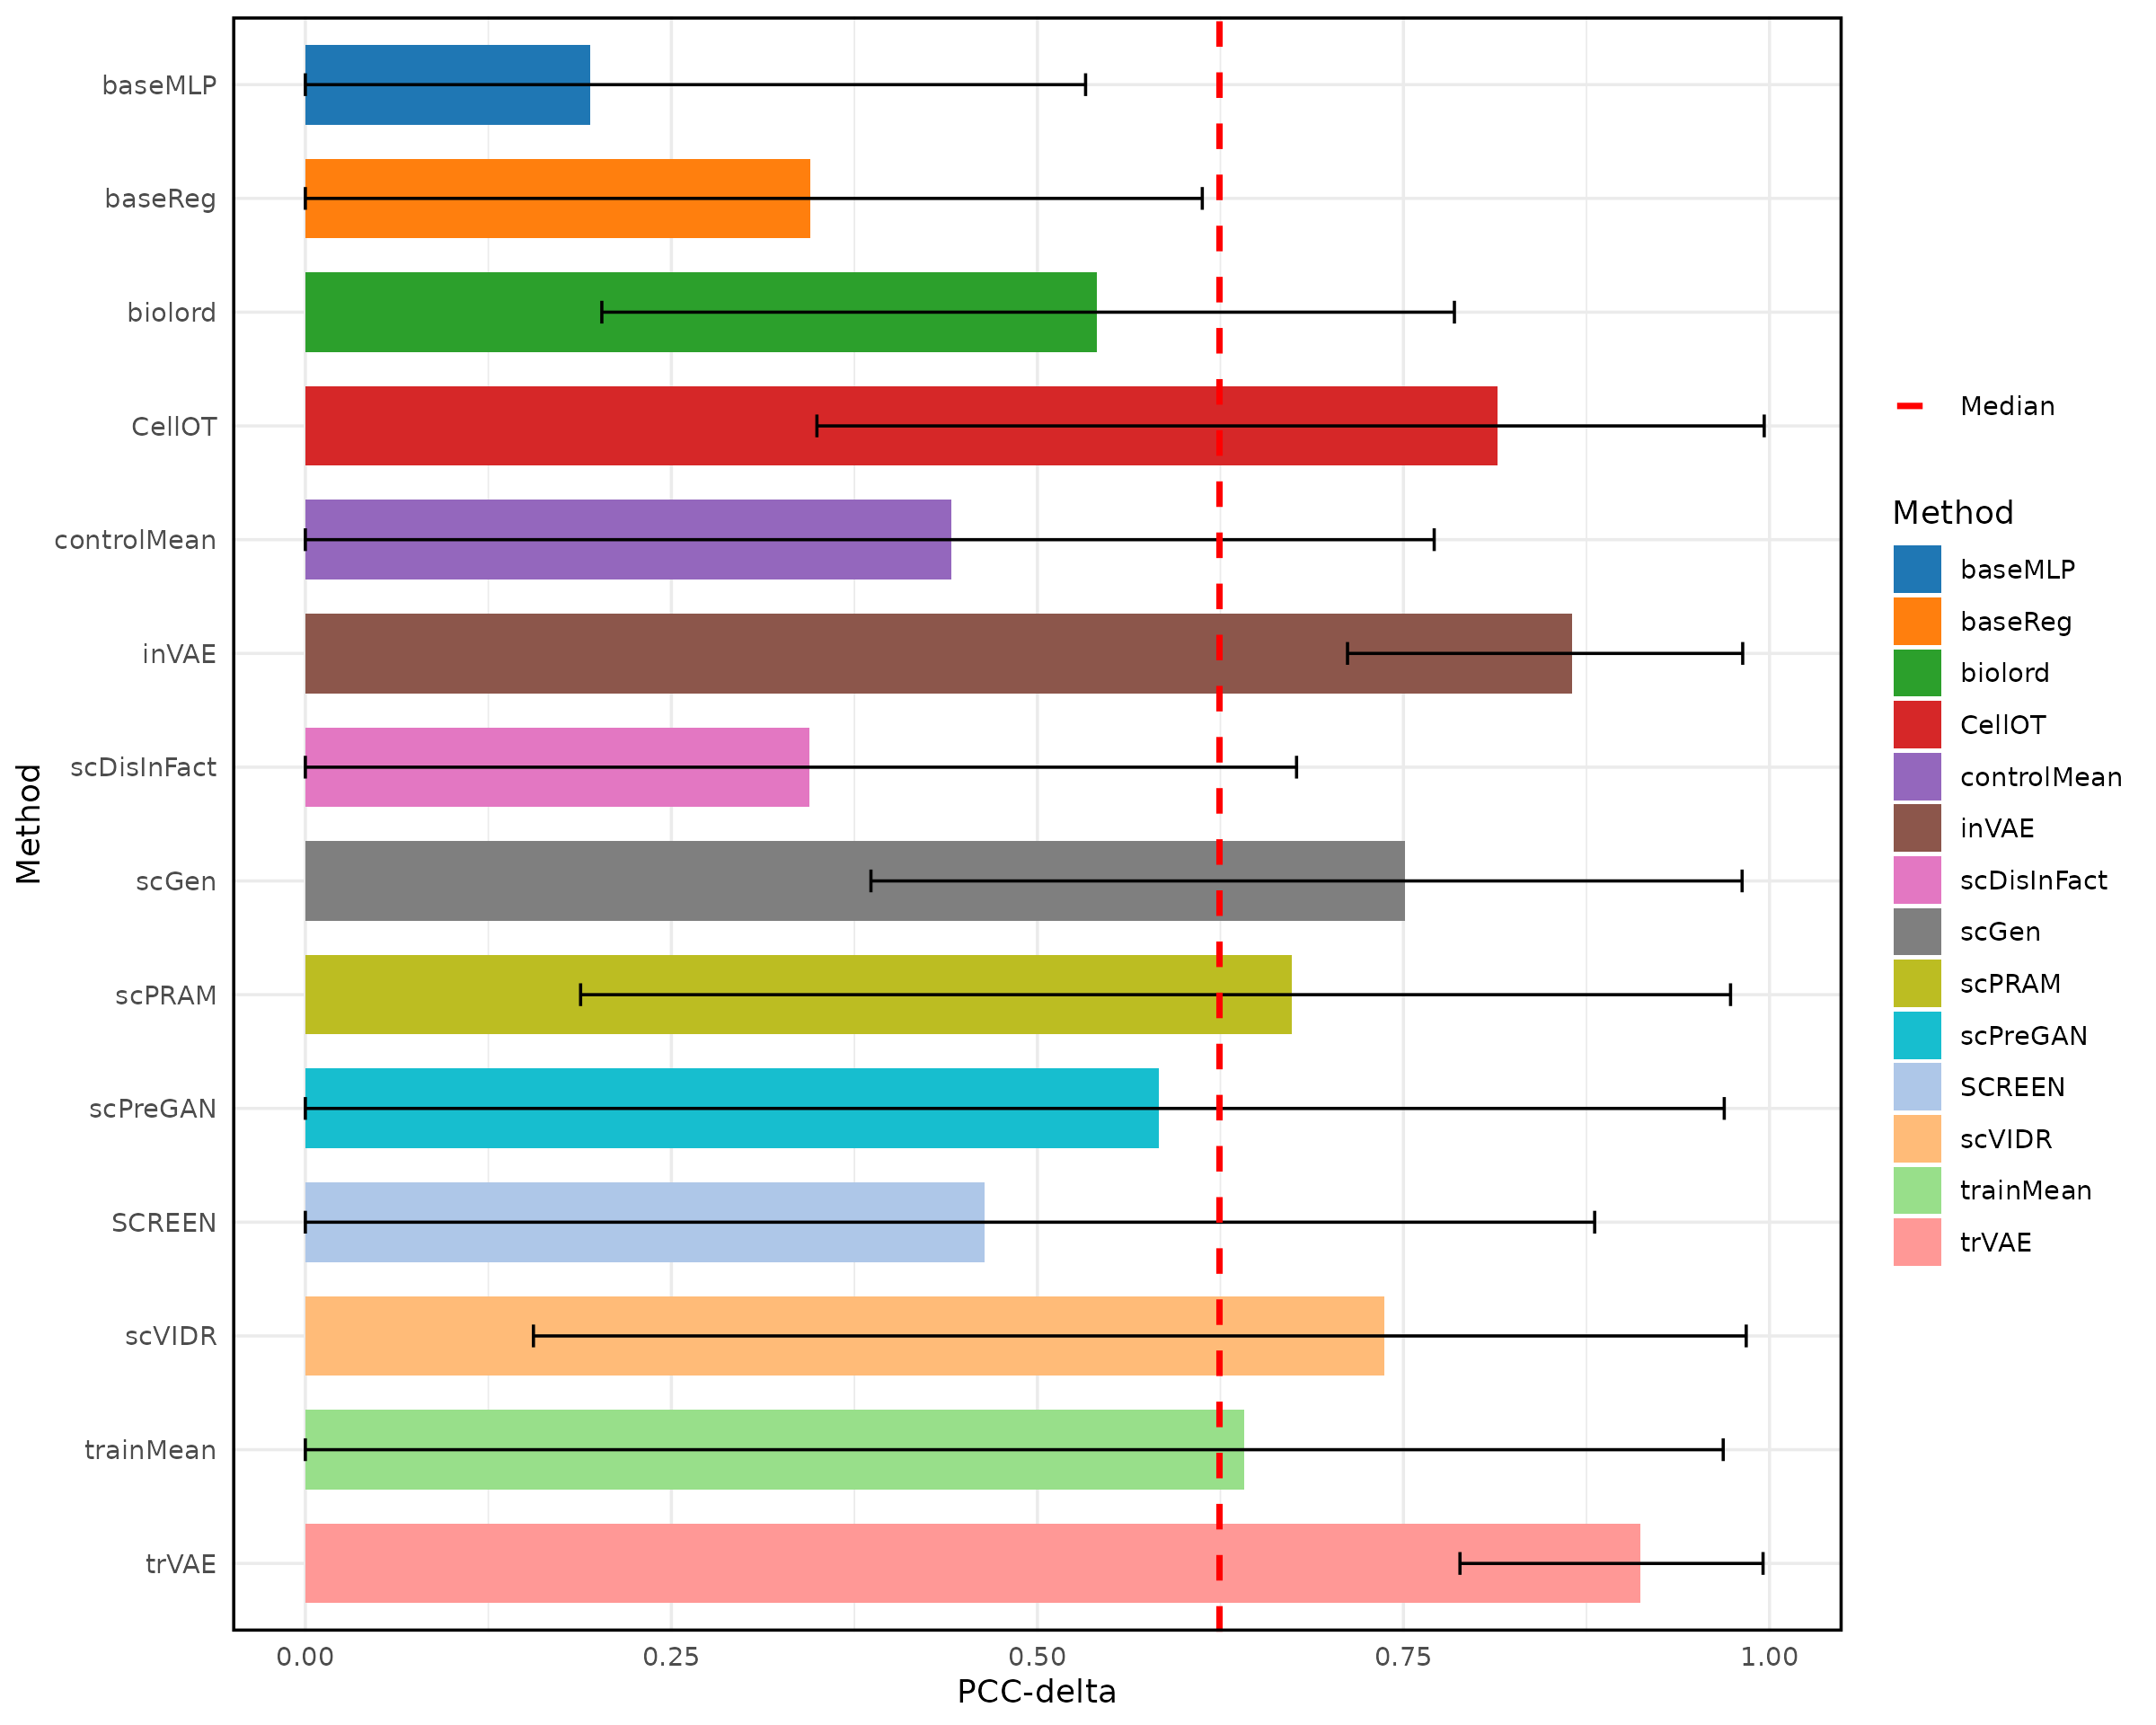 baseMLP
baseReg
biolord
CellOT
controlMean
inVAE
scDisInFact
scGen
scPRAM
scPreGAN
SCREEN
scVIDR
trainMean
trVAE
Method
0.00 0.25 0.50 0.75 1.00
PCC-delta
Median
Method
baseMLP
baseReg
biolord
CellOT
controlMean
inVAE
scDisInFact
scGen
scPRAM
scPreGAN
SCREEN
scVIDR
trainMean
trVAE